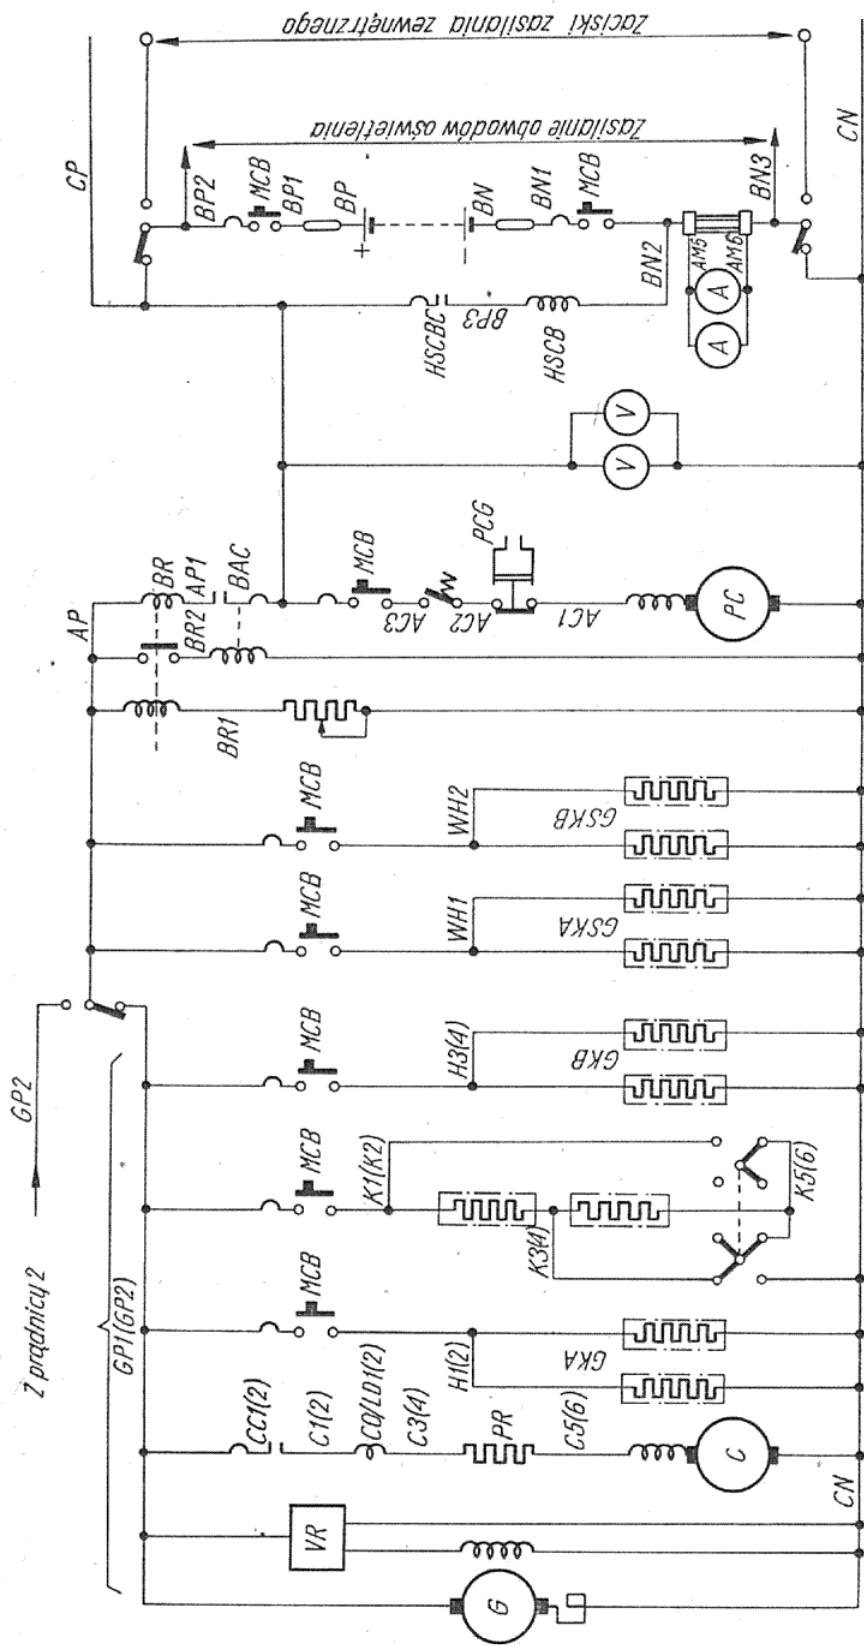 Z prądnicy 2
GP2
GP1(GP2)
AP
CP
G
VR
CN
CC1(2)
C1(2)
CO/LD1(2)
C3(4)
PR
C5(6)
C
MCB
H1(2)
GKA
MCB
K1(K2)
K3(4)
K5(6)
MCB
H3(4)
GKB
MCB
WH1
GSKA
MCB
WH2
GSKB
BR1
BR2
BR
AP1
BAC
MCB
AC3
AC2
PCG
AC1
PC
V
V
HSCBC
BP3
HSCB
BP2
MCB
BP1
BP
+
−
BN
BN1
MCB
BN2
AM5
AM6
A
A
BN3
CN
Zasilanie obwodów oświetlenia
Zaciski zasilania zewnętrznego